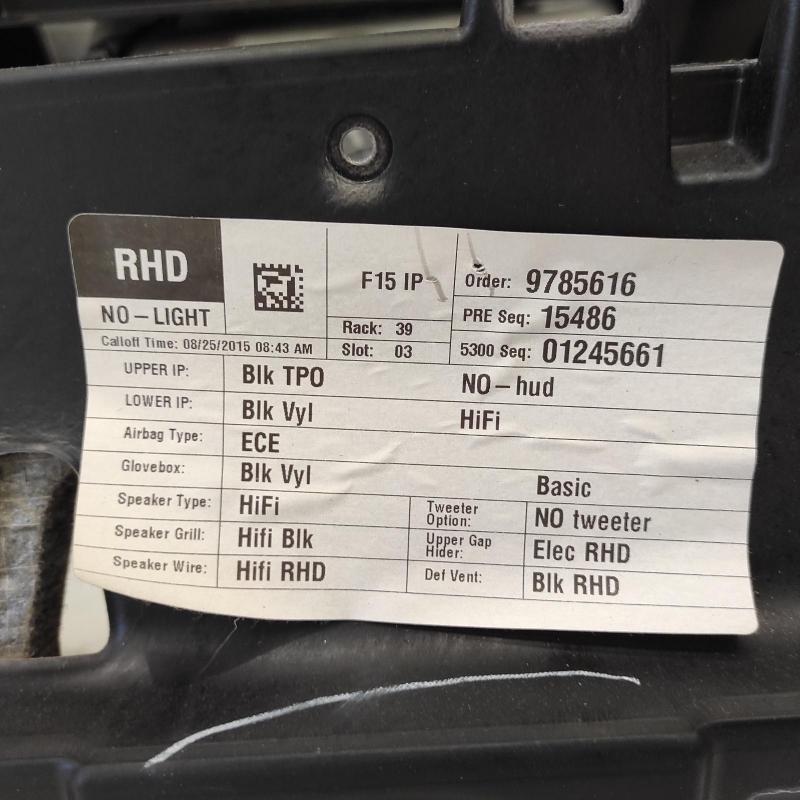 RHD
F15 IP
Order: 9785616
NO-LIGHT
PRE Seq: 15486
Rack: 39
Calloff Time: 08/25/2015 08:43 AM
Slot: 03
5300 Seq: 01245661
UPPER IP: Blk TPO NO-hud
LOWER IP: Blk Vyl HiFi
Airbag Type: ECE
Glovebox: Blk Vyl Basic
Speaker Type: HiFi Tweeter Option: NO tweeter
Speaker Grill: Hifi Blk Upper Gap Hider: Elec RHD
Speaker Wire: Hifi RHD Def Vent: Blk RHD